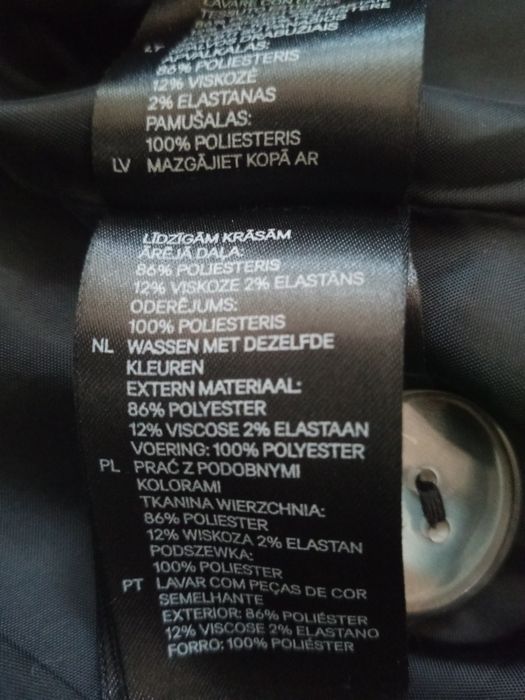 LAVARE CON
86% POLIESTERIS
12% VISKOZĖ
2% ELASTANAS
PAMUŠALAS:
100% POLIESTERIS
LV MAZGĀJIET KOPĀ AR
LĪDZĪGĀM KRĀSĀM
ĀRĒJĀ DAĻA:
86% POLIESTERIS
12% VISKOZE 2% ELASTĀNS
ODERĒJUMS:
100% POLIESTERIS
NL WASSEN MET DEZELFDE
KLEUREN
EXTERN MATERIAAL:
86% POLYESTER
12% VISCOSE 2% ELASTAAN
VOERING: 100% POLYESTER
PL PRAĆ Z PODOBNYMI
KOLORAMI
TKANINA WIERZCHNIA:
86% POLIESTER
12% WISKOZA 2% ELASTAN
PODSZEWKA:
100% POLIESTER
PT LAVAR COM PEÇAS DE COR
SEMELHANTE
EXTERIOR: 86% POLIÉSTER
12% VISCOSE 2% ELASTANO
FORRO: 100% POLIÉSTER